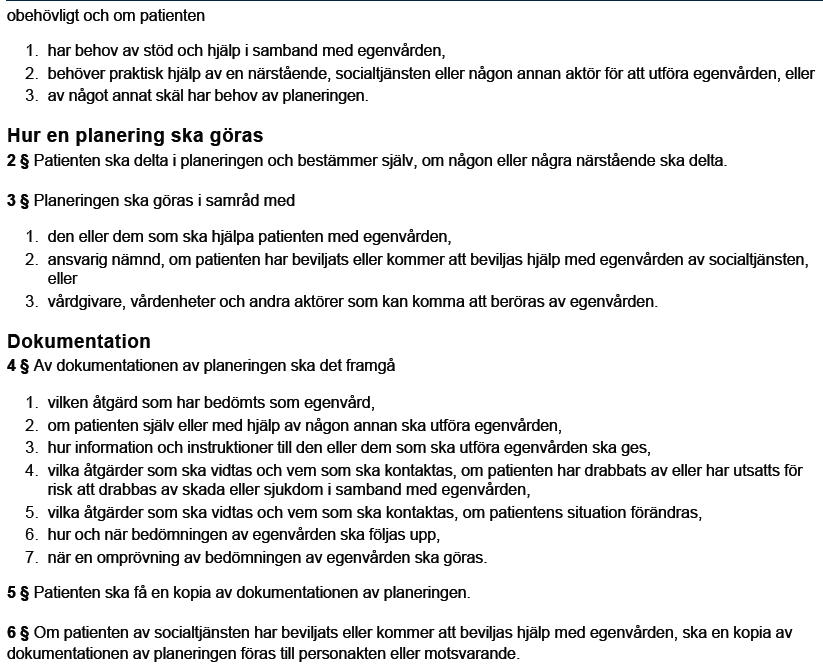 obehövligt och om patienten
1. har behov av stöd och hjälp i samband med egenvården,
2. behöver praktisk hjälp av en närstående, socialtjänsten eller någon annan aktör för att utföra egenvården, eller
3. av något annat skäl har behov av planeringen.
Hur en planering ska göras
2 § Patienten ska delta i planeringen och bestämmer själv, om någon eller några närstående ska delta.
3 § Planeringen ska göras i samråd med
1. den eller dem som ska hjälpa patienten med egenvården,
2. ansvarig nämnd, om patienten har beviljats eller kommer att beviljas hjälp med egenvården av socialtjänsten,
eller
3. vårdgivare, vårdenheter och andra aktörer som kan komma att beröras av egenvården.
Dokumentation
4 § Av dokumentationen av planeringen ska det framgå
1. vilken åtgärd som har bedömts som egenvård,
2. om patienten själv eller med hjälp av någon annan ska utföra egenvården,
3. hur information och instruktioner till den eller dem som ska utföra egenvården ska ges,
4. vilka åtgärder som ska vidtas och vem som ska kontaktas, om patienten har drabbats av eller har utsatts för
risk att drabbas av skada eller sjukdom i samband med egenvården,
5. vilka åtgärder som ska vidtas och vem som ska kontaktas, om patientens situation förändras,
6. hur och när bedömningen av egenvården ska följas upp,
7. när en omprövning av bedömningen av egenvården ska göras.
5 § Patienten ska få en kopia av dokumentationen av planeringen.
6 § Om patienten av socialtjänsten har beviljats eller kommer att beviljas hjälp med egenvården, ska en kopia av
dokumentationen av planeringen föras till personakten eller motsvarande.